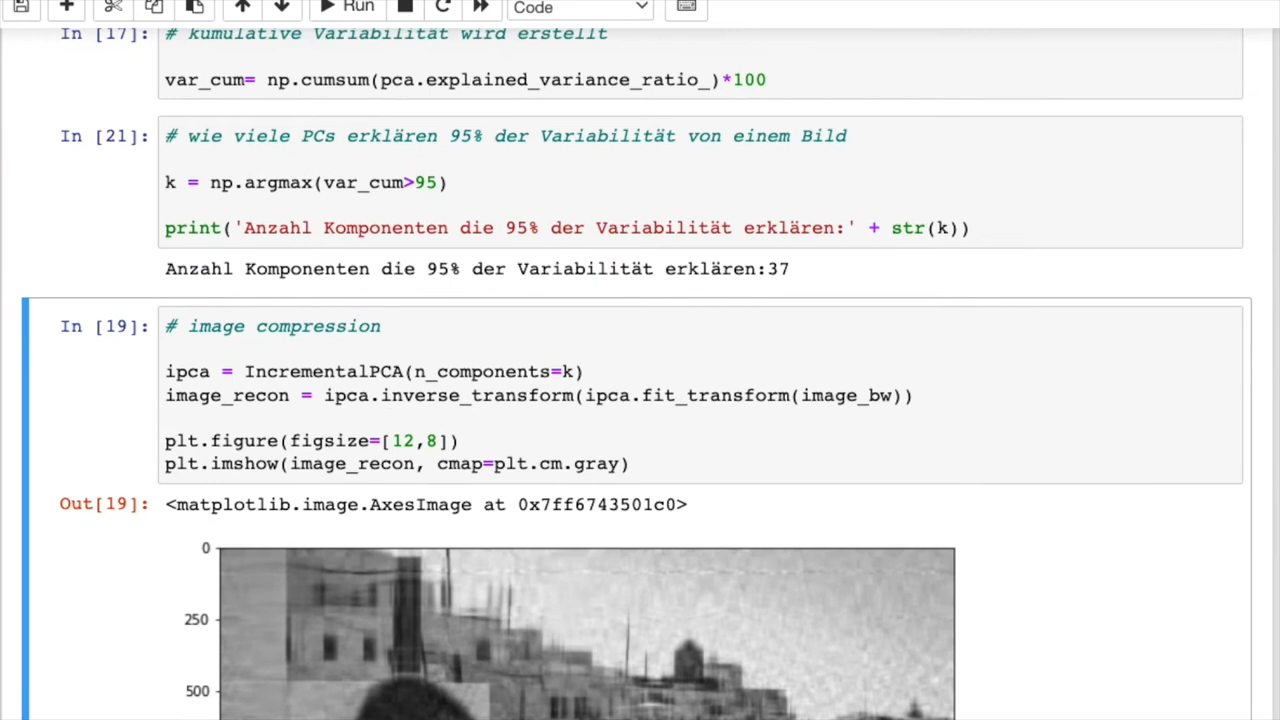 Run
Code
In [17]: # kumulative Variabilität wird erstellt
var_cum= np.cumsum(pca.explained_variance_ratio_)*100
In [21]: # wie viele PCs erklären 95% der Variabilität von einem Bild
k = np.argmax(var_cum>95)
print('Anzahl Komponenten die 95% der Variabilität erklären:' + str(k))
Anzahl Komponenten die 95% der Variabilität erklären:37
In [19]: # image compression
ipca = IncrementalPCA(n_components=k)
image_recon = ipca.inverse_transform(ipca.fit_transform(image_bw))
plt.figure(figsize=[12,8])
plt.imshow(image_recon, cmap=plt.cm.gray)
Out[19]: <matplotlib.image.AxesImage at 0x7ff6743501c0>
0
250
500